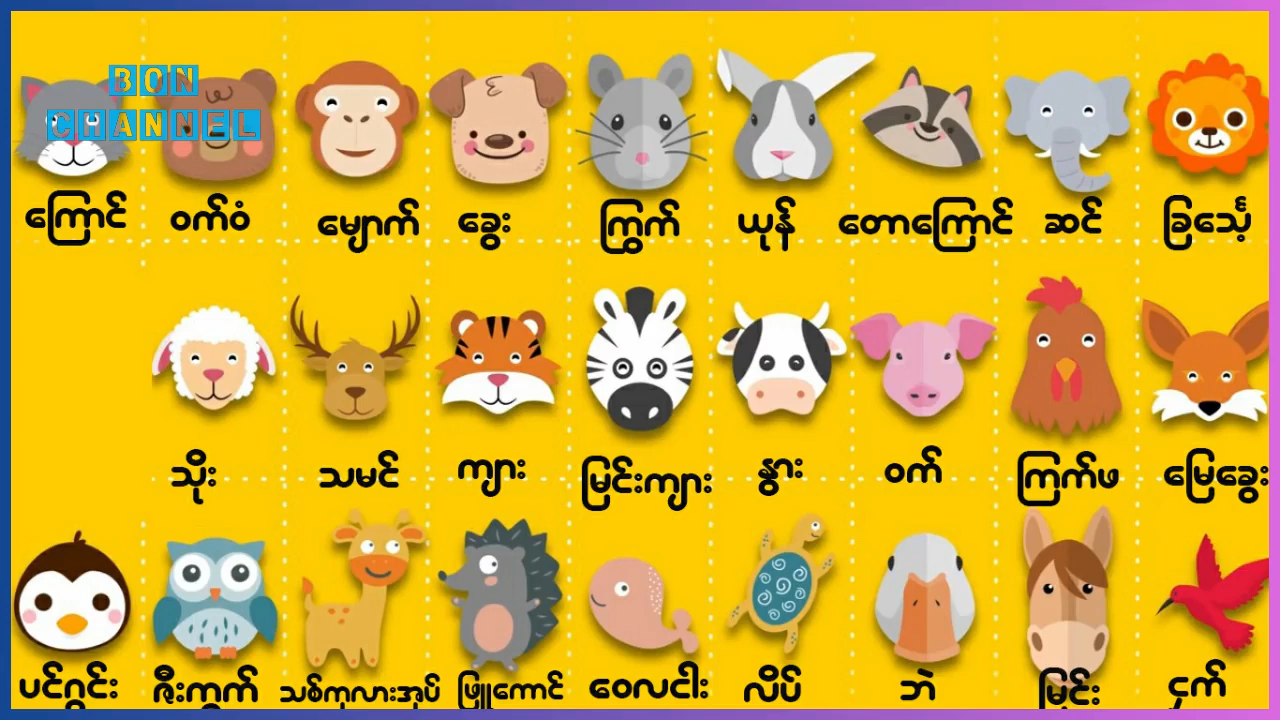 BON
CHANNEL
ကြောင် ဝက်ဝံ မျောက် ခွေး ကြွက် ယုန် တောကြောင် ဆင် ခြင်္သေ့
သိုး သမင် ကျား မြင်းကျား နွား ဝက် ကြက်ဖ မြေခွေး
ပင်ဂွင်း ဇီးကွက် သစ်ကုလားအုပ် ဖြူကောင် ဝေလငါး လိပ် ဘဲ မြင်း ငှက်